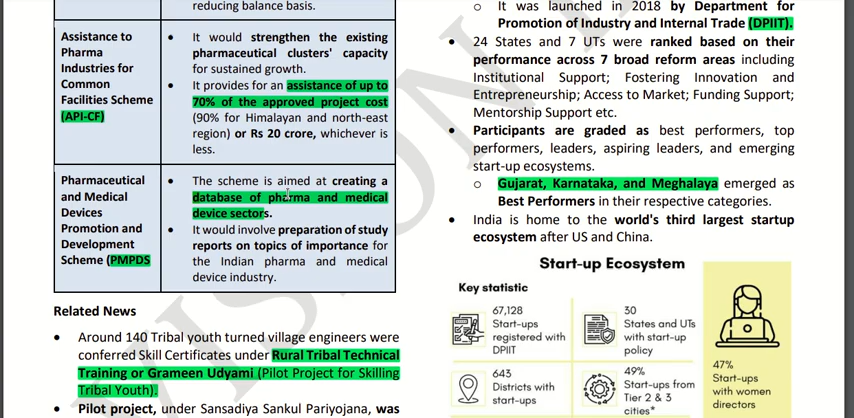 reducing balance basis.
Assistance to
Pharma
Industries for
Common
Facilities Scheme
(API-CF)
• It would strengthen the existing
pharmaceutical clusters' capacity
for sustained growth.
• It provides for an assistance of up to
70% of the approved project cost
(90% for Himalayan and north-east
region) or Rs 20 crore, whichever is
less.
Pharmaceutical
and Medical
Devices
Promotion and
Development
Scheme (PMPDS
• The scheme is aimed at creating a
database of pharma and medical
device sectors.
• It would involve preparation of study
reports on topics of importance for
the Indian pharma and medical
device industry.
Related News
• Around 140 Tribal youth turned village engineers were
conferred Skill Certificates under Rural Tribal Technical
Training or Grameen Udyami (Pilot Project for Skilling
Tribal Youth).
• Pilot project, under Sansadiya Sankul Pariyojana, was
o It was launched in 2018 by Department for
Promotion of Industry and Internal Trade (DPIIT).
• 24 States and 7 UTs were ranked based on their
performance across 7 broad reform areas including
Institutional Support; Fostering Innovation and
Entrepreneurship; Access to Market; Funding Support;
Mentorship Support etc.
• Participants are graded as best performers, top
performers, leaders, aspiring leaders, and emerging
start-up ecosystems.
o Gujarat, Karnataka, and Meghalaya emerged as
Best Performers in their respective categories.
• India is home to the world's third largest startup
ecosystem after US and China.
Start-up Ecosystem
Key statistic
67,128
Start-ups
registered with
DPIIT
30
States and UTs
with start-up
policy
643
Districts with
start-ups
49%
Start-ups from
Tier 2 & 3
cities*
47%
Start-ups
with women
directors
VISION